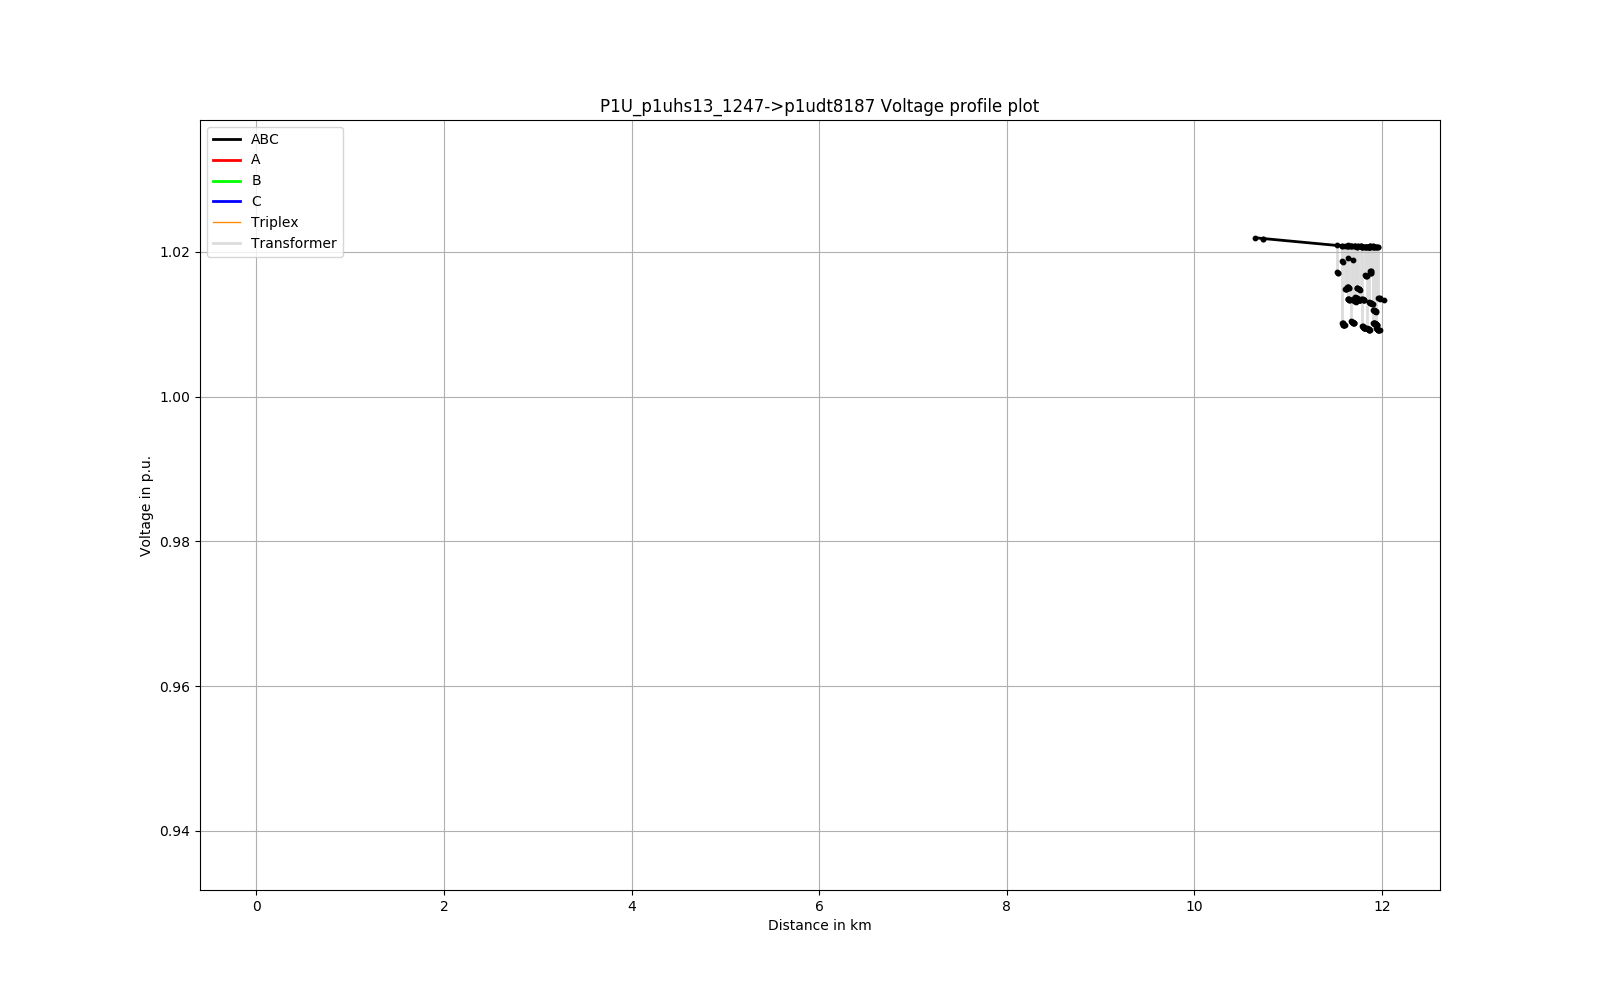 P1U_p1uhs13_1247->p1udt8187 Voltage profile plot
ABC
A
B
C
Triplex
Transformer
1.02
1.00
0.98
0.96
0.94
Voltage in p.u.
0 2 4 6 8 10 12
Distance in km